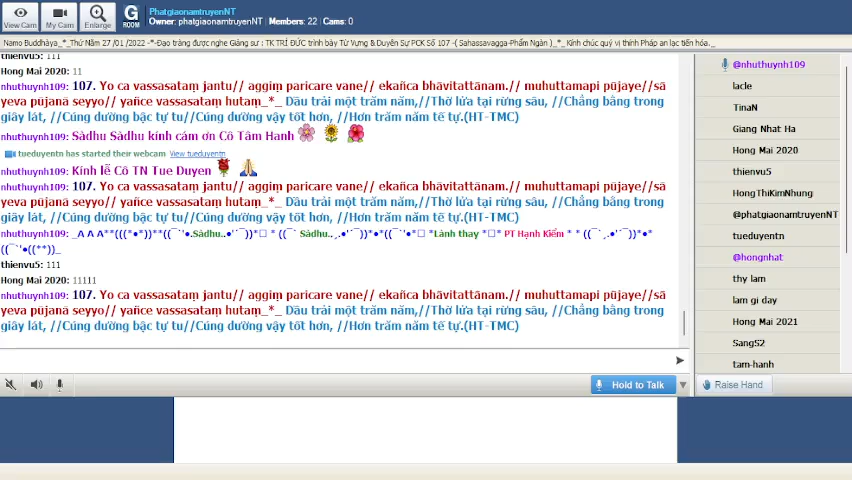 PhatgiaonamtruyenNT
Owner: phatgiaonamtruyenNT | Members: 22 | Cams: 0
View Cam
My Cam
Enlarge
G
ROOM
Namo Buddhàya_*_Thứ Năm 27 /01 /2022 -*-Đạo tràng được nghe Giảng sư : TK TRÍ ĐỨC trình bày Từ Vựng & Duyên Sự PCK Số 107 -( Sahassavagga-Phẩm Ngàn )_*_ Kính chúc quý vị thính Pháp an lạc tiến hóa._
thienvu5: 111
Hong Mai 2020: 11
nhuthuynh109: 107. Yo ca vassasataṃ jantu// aggiṃ paricare vane// ekañca bhāvitattānaṃ.// muhuttamapi pūjaye//sā
yeva pūjanā seyyo// yañce vassasataṃ hutaṃ_*_ Dầu trải một trăm năm,//Thờ lửa tại rừng sâu, //Chẳng bằng trong
giây lát, //Cúng dường bậc tự tu//Cúng dường vậy tốt hơn, //Hơn trăm năm tế tự.(HT-TMC)
nhuthuynh109: Sàdhu Sàdhu kính cám ơn Cô Tâm Hanh
tueduyentn has started their webcam View tueduyentn
nhuthuynh109: Kính lễ Cô TN Tue Duyen
nhuthuynh109: 107. Yo ca vassasataṃ jantu// aggiṃ paricare vane// ekañca bhāvitattānaṃ.// muhuttamapi pūjaye//sā
yeva pūjanā seyyo// yañce vassasataṃ hutaṃ_*_ Dầu trải một trăm năm,//Thờ lửa tại rừng sâu, //Chẳng bằng trong
giây lát, //Cúng dường bậc tự tu//Cúng dường vậy tốt hơn, //Hơn trăm năm tế tự.(HT-TMC)
nhuthuynh109: _A A A**(((*•*))**((¯`'•.Sàdhu..•'´¯))*□ * ((¯` Sàdhu..¸.•'´¯))*•*((¯`'•*□ *Lành thay *□* PT Hạnh Kiểm * * ((¯`¸.•'´¯))*•*
((¯`'•((**))_
thienvu5: 111
Hong Mai 2020: 11111
nhuthuynh109: 107. Yo ca vassasataṃ jantu// aggiṃ paricare vane// ekañca bhāvitattānaṃ.// muhuttamapi pūjaye//sā
yeva pūjanā seyyo// yañce vassasataṃ hutaṃ_*_ Dầu trải một trăm năm,//Thờ lửa tại rừng sâu, //Chẳng bằng trong
giây lát, //Cúng dường bậc tự tu//Cúng dường vậy tốt hơn, //Hơn trăm năm tế tự.(HT-TMC)
Hold to Talk
@nhuthuynh109
lacle
TinaN
Giang Nhat Ha
Hong Mai 2020
thienvu5
HongThiKimNhung
@phatgiaonamtruyenNT
tueduyentn
@hongnhat
thy lam
lam gi day
Hong Mai 2021
SangS2
tam-hanh
Raise Hand